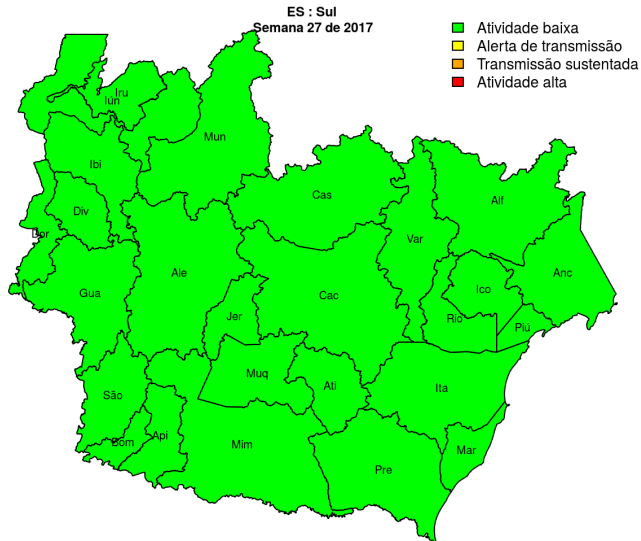 ES : Sul
Semana 27 de 2017
Atividade baixa
Alerta de transmissão
Transmissão sustentada
Atividade alta
Iru
Iún
Mun
Ibi
Cas
Alf
Div
Dor
Var
Ale
Anc
Gua
Cac
Ico
Jer
Rio
Piú
Muq
Ati
Ita
São
Api
Bom
Mim
Mar
Pre